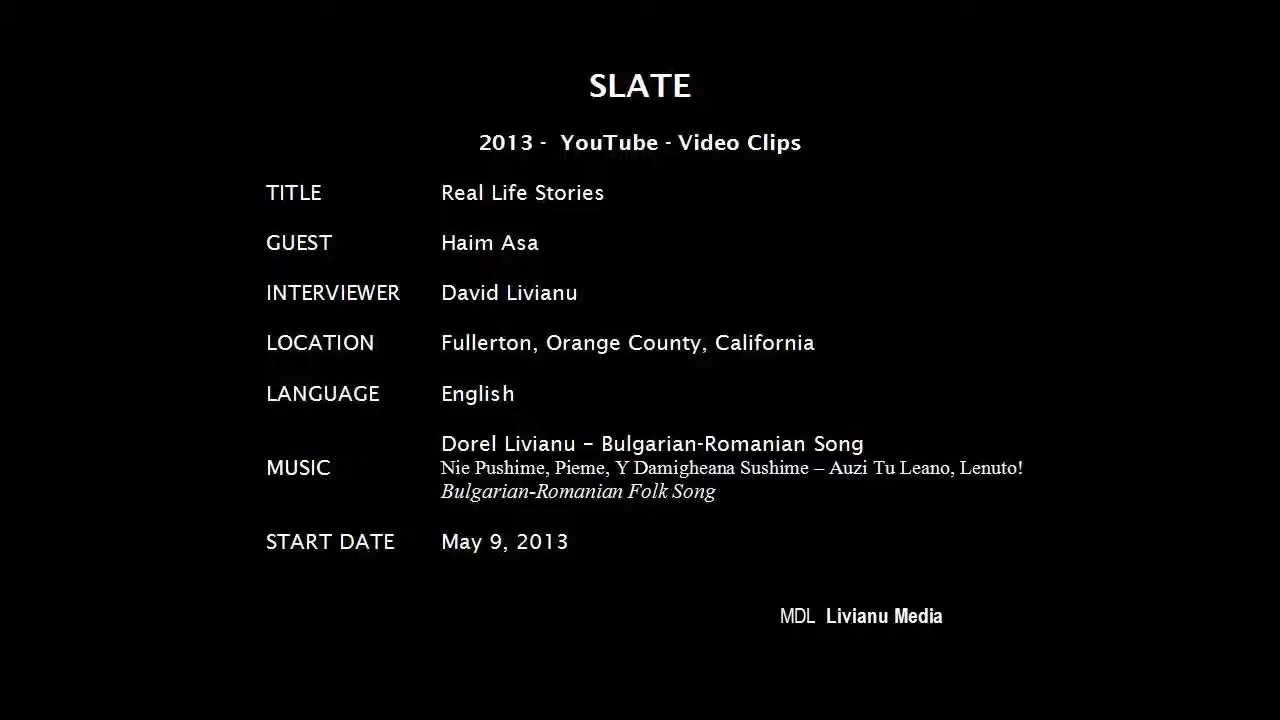 SLATE
2013 - YouTube - Video Clips
TITLE Real Life Stories
GUEST Haim Asa
INTERVIEWER David Livianu
LOCATION Fullerton, Orange County, California
LANGUAGE English
Dorel Livianu – Bulgarian-Romanian Song
MUSIC Nie Pushime, Pieme, Y Damigheana Sushime – Auzi Tu Leano, Lenuto!
Bulgarian-Romanian Folk Song
START DATE May 9, 2013
MDL Livianu Media